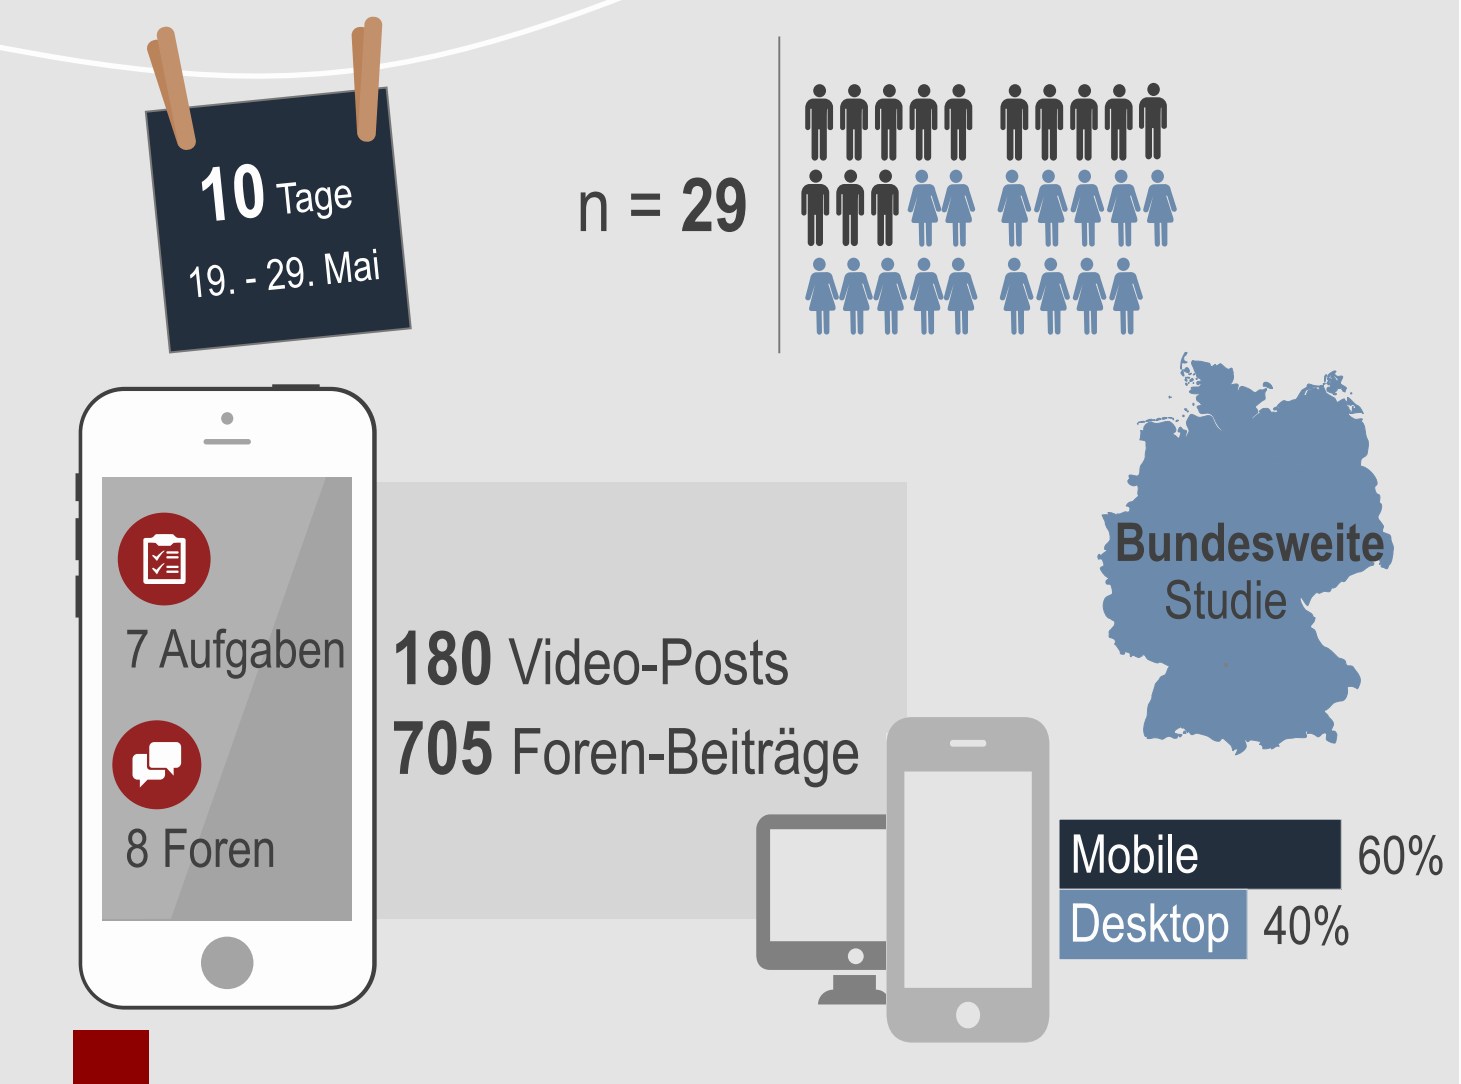 10 Tage
19. - 29. Mai
n = 29
7 Aufgaben
8 Foren
180 Video-Posts
705 Foren-Beiträge
Bundesweite
Studie
Mobile 60%
Desktop 40%